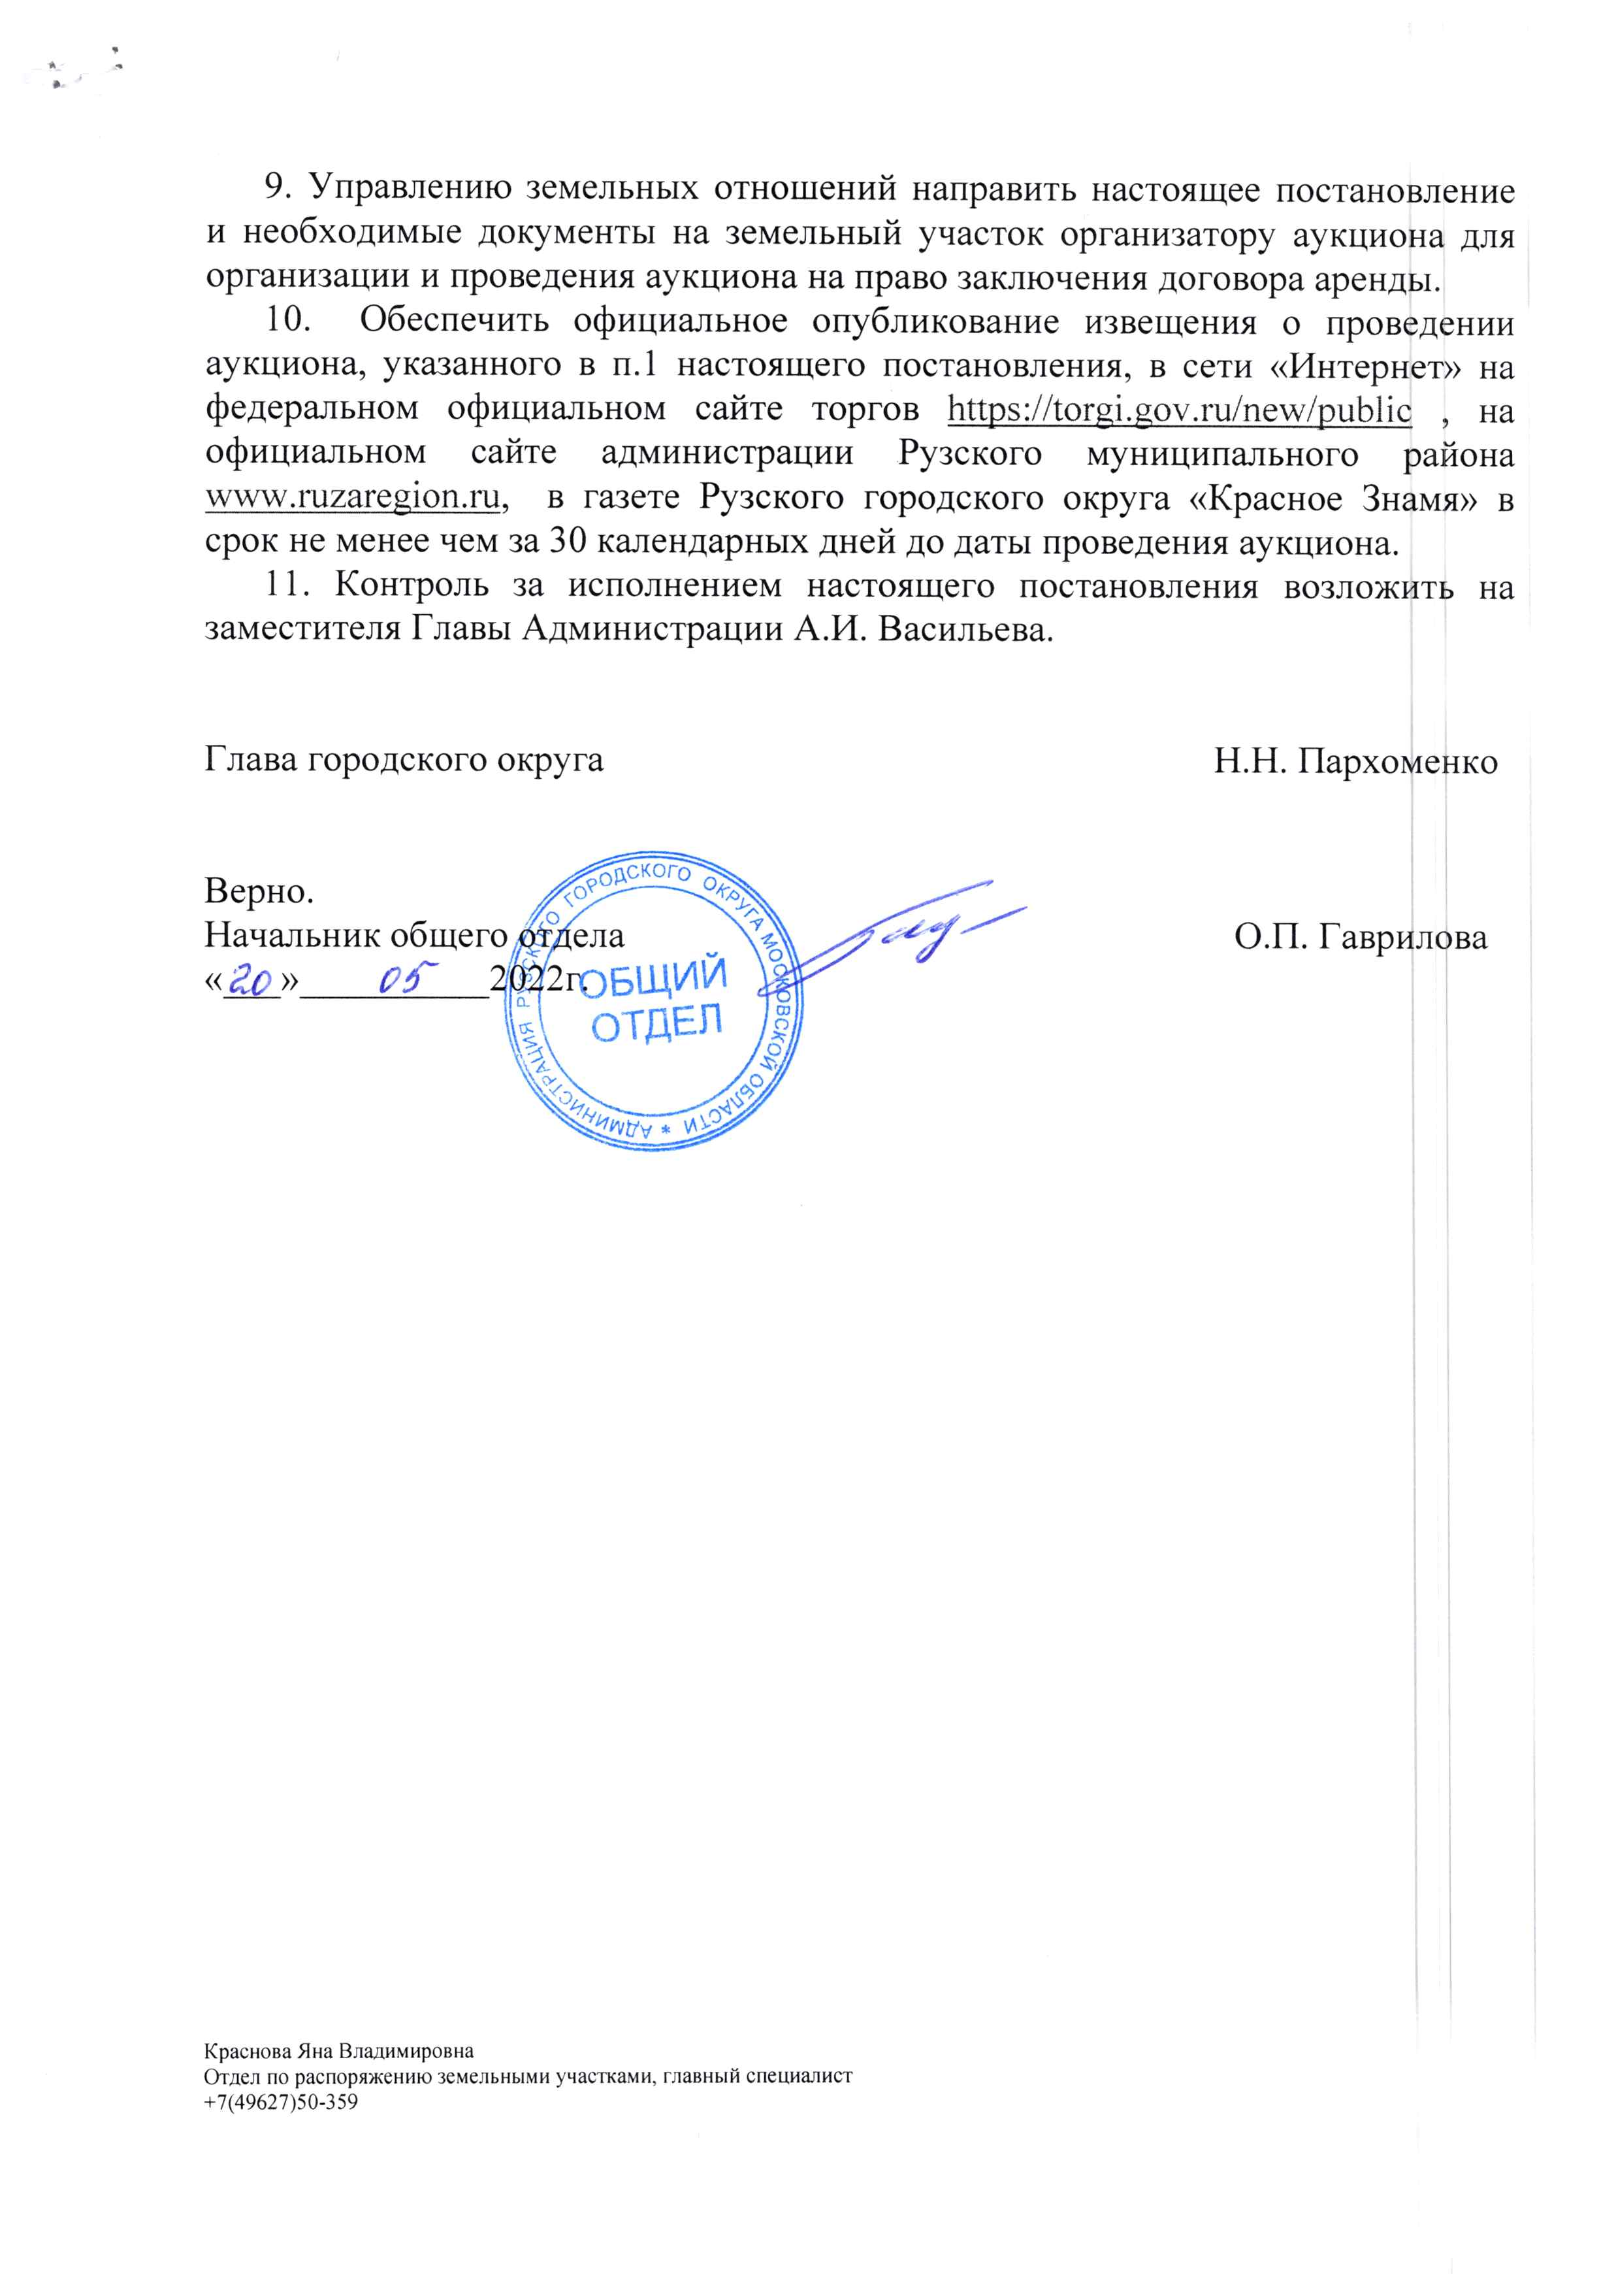 9. Управлению земельных отношений направить настоящее постановление
и необходимые документы на земельный участок организатору аукциона для
организации и проведения аукциона на право заключения договора аренды.
10. Обеспечить официальное опубликование извещения о проведении
аукциона, указанного в п.1 настоящего постановления, в сети «Интернет» на
федеральном официальном сайте торгов https://torgi.gov.ru/new/public , на
официальном сайте администрации Рузского муниципального района
www.ruzaregion.ru, в газете Рузского городского округа «Красное Знамя» в
срок не менее чем за 30 календарных дней до даты проведения аукциона.
11. Контроль за исполнением настоящего постановления возложить на
заместителя Главы Администрации А.И. Васильева.
Глава городского округа Н.Н. Пархоменко
Верно.
Начальник общего отдела О.П. Гаврилова
«20» 05 2022г.
АДМИНИСТРАЦИЯ РУЗСКОГО ГОРОДСКОГО ОКРУГА МОСКОВСКОЙ ОБЛАСТИ *
ОБЩИЙ
ОТДЕЛ
Краснова Яна Владимировна
Отдел по распоряжению земельными участками, главный специалист
+7(49627)50-359